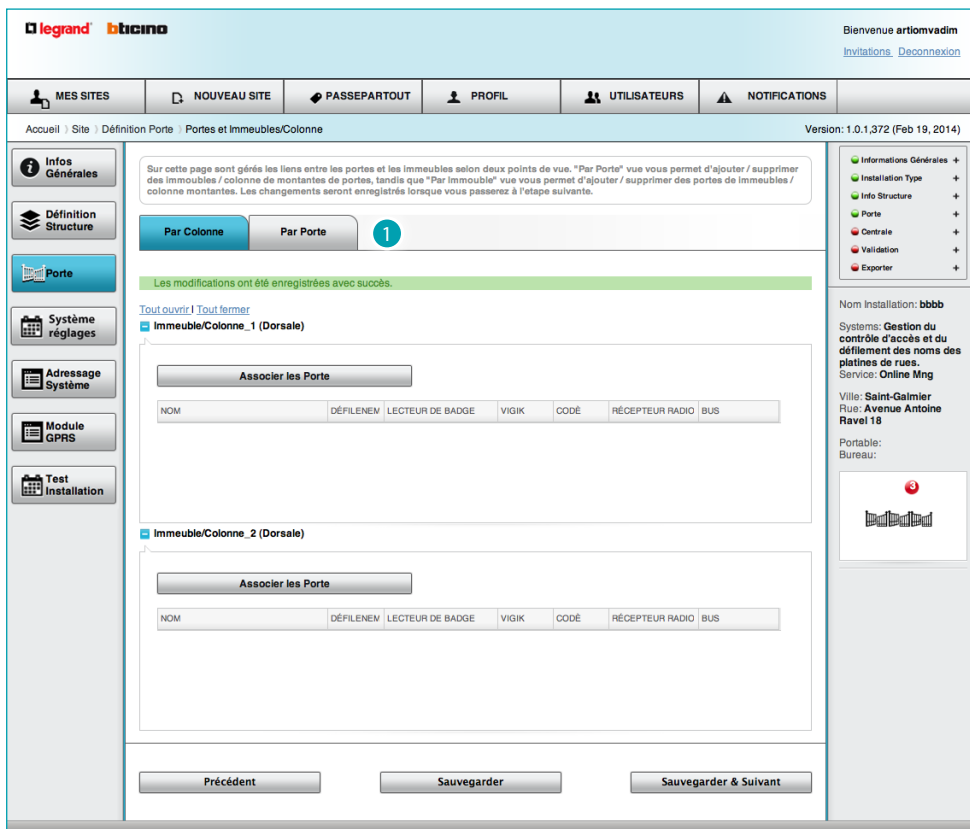 legrand bticino
Bienvenue artiomvadim
Invitations Deconnexion
MES SITES NOUVEAU SITE PASSEPARTOUT PROFIL UTILISATEURS NOTIFICATIONS
Accueil Site Définition Porte Portes et Immeubles/Colonne
Version: 1.0.1,372 (Feb 19, 2014)
Infos
Générales
Définition
Structure
Porte
Système
réglages
Adressage
Système
Module
GPRS
Test
Installation
Sur cette page sont gérés les liens entre les portes et les immeubles selon deux points de vue. "Par Porte" vue vous permet d'ajouter / supprimer
des immoubles / colonne de montantes de portes, tandis que "Par Immouble" vue vous permet d'ajouter / supprimer des portes de immeubles /
colonne montantes. Les changements seront enregistrés lorsque vous passerez à l'etape suivante.
Par Colonne Par Porte 1
Les modifications ont été enregistrées avec succès.
Tout ouvrir I Tout fermer
Immeuble/Colonne_1 (Dorsale)
Associer les Porte
NOM DÉFILENEM LECTEUR DE BADGE VIGIK CODÈ RÉCEPTEUR RADIO BUS
Immeuble/Colonne_2 (Dorsale)
Associer les Porte
NOM DÉFILENEM LECTEUR DE BADGE VIGIK CODÈ RÉCEPTEUR RADIO BUS
Précédent Sauvegarder Sauvegarder & Suivant
Informations Générales +
Installation Type +
Info Structure +
Porte +
Centrale +
Validation +
Exporter +
Nom Installation: bbbb
Systems: Gestion du
contrôle d'accès et du
défilement des noms des
platines de rues.
Service: Online Mng
Ville: Saint-Galmier
Rue: Avenue Antoine
Ravel 18
Portable:
Bureau:
3